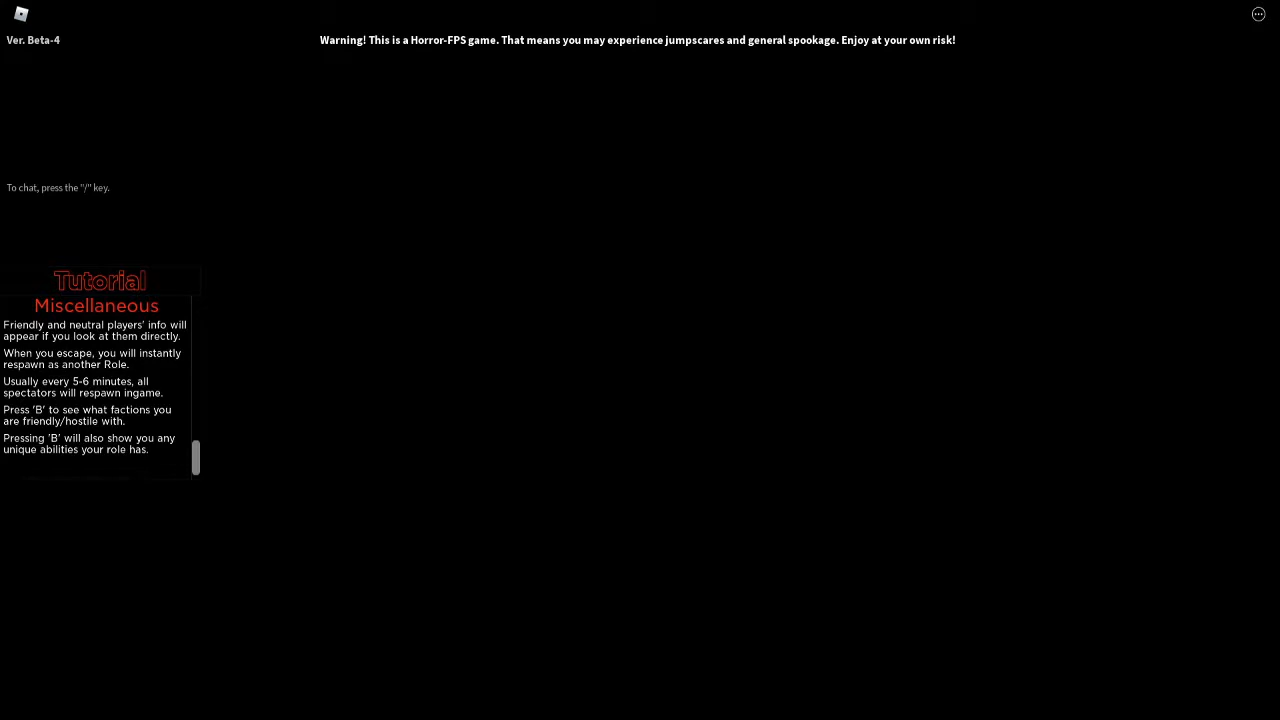 Ver. Beta-4
Warning! This is a Horror-FPS game. That means you may experience jumpscares and general spookage. Enjoy at your own risk!
To chat, press the "/" key.
Tutorial
Miscellaneous
Friendly and neutral players' info will
appear if you look at them directly.
When you escape, you will instantly
respawn as another Role.
Usually every 5-6 minutes, all
spectators will respawn ingame.
Press 'B' to see what factions you
are friendly/hostile with.
Pressing 'B' will also show you any
unique abilities your role has.